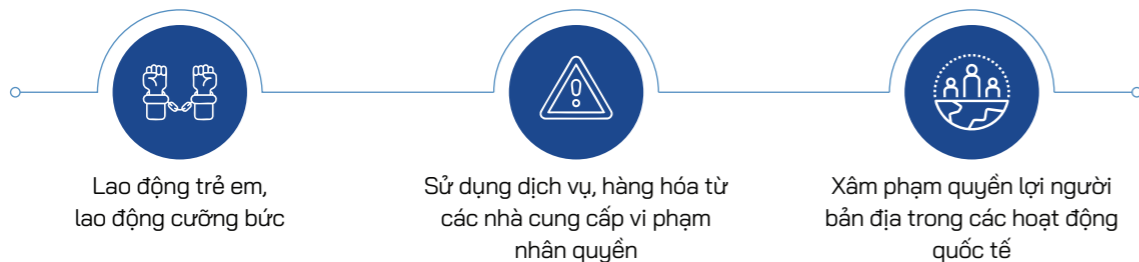 Lao động trẻ em,
lao động cưỡng bức
Sử dụng dịch vụ, hàng hóa từ
các nhà cung cấp vi phạm
nhân quyền
Xâm phạm quyền lợi người
bản địa trong các hoạt động
quốc tế